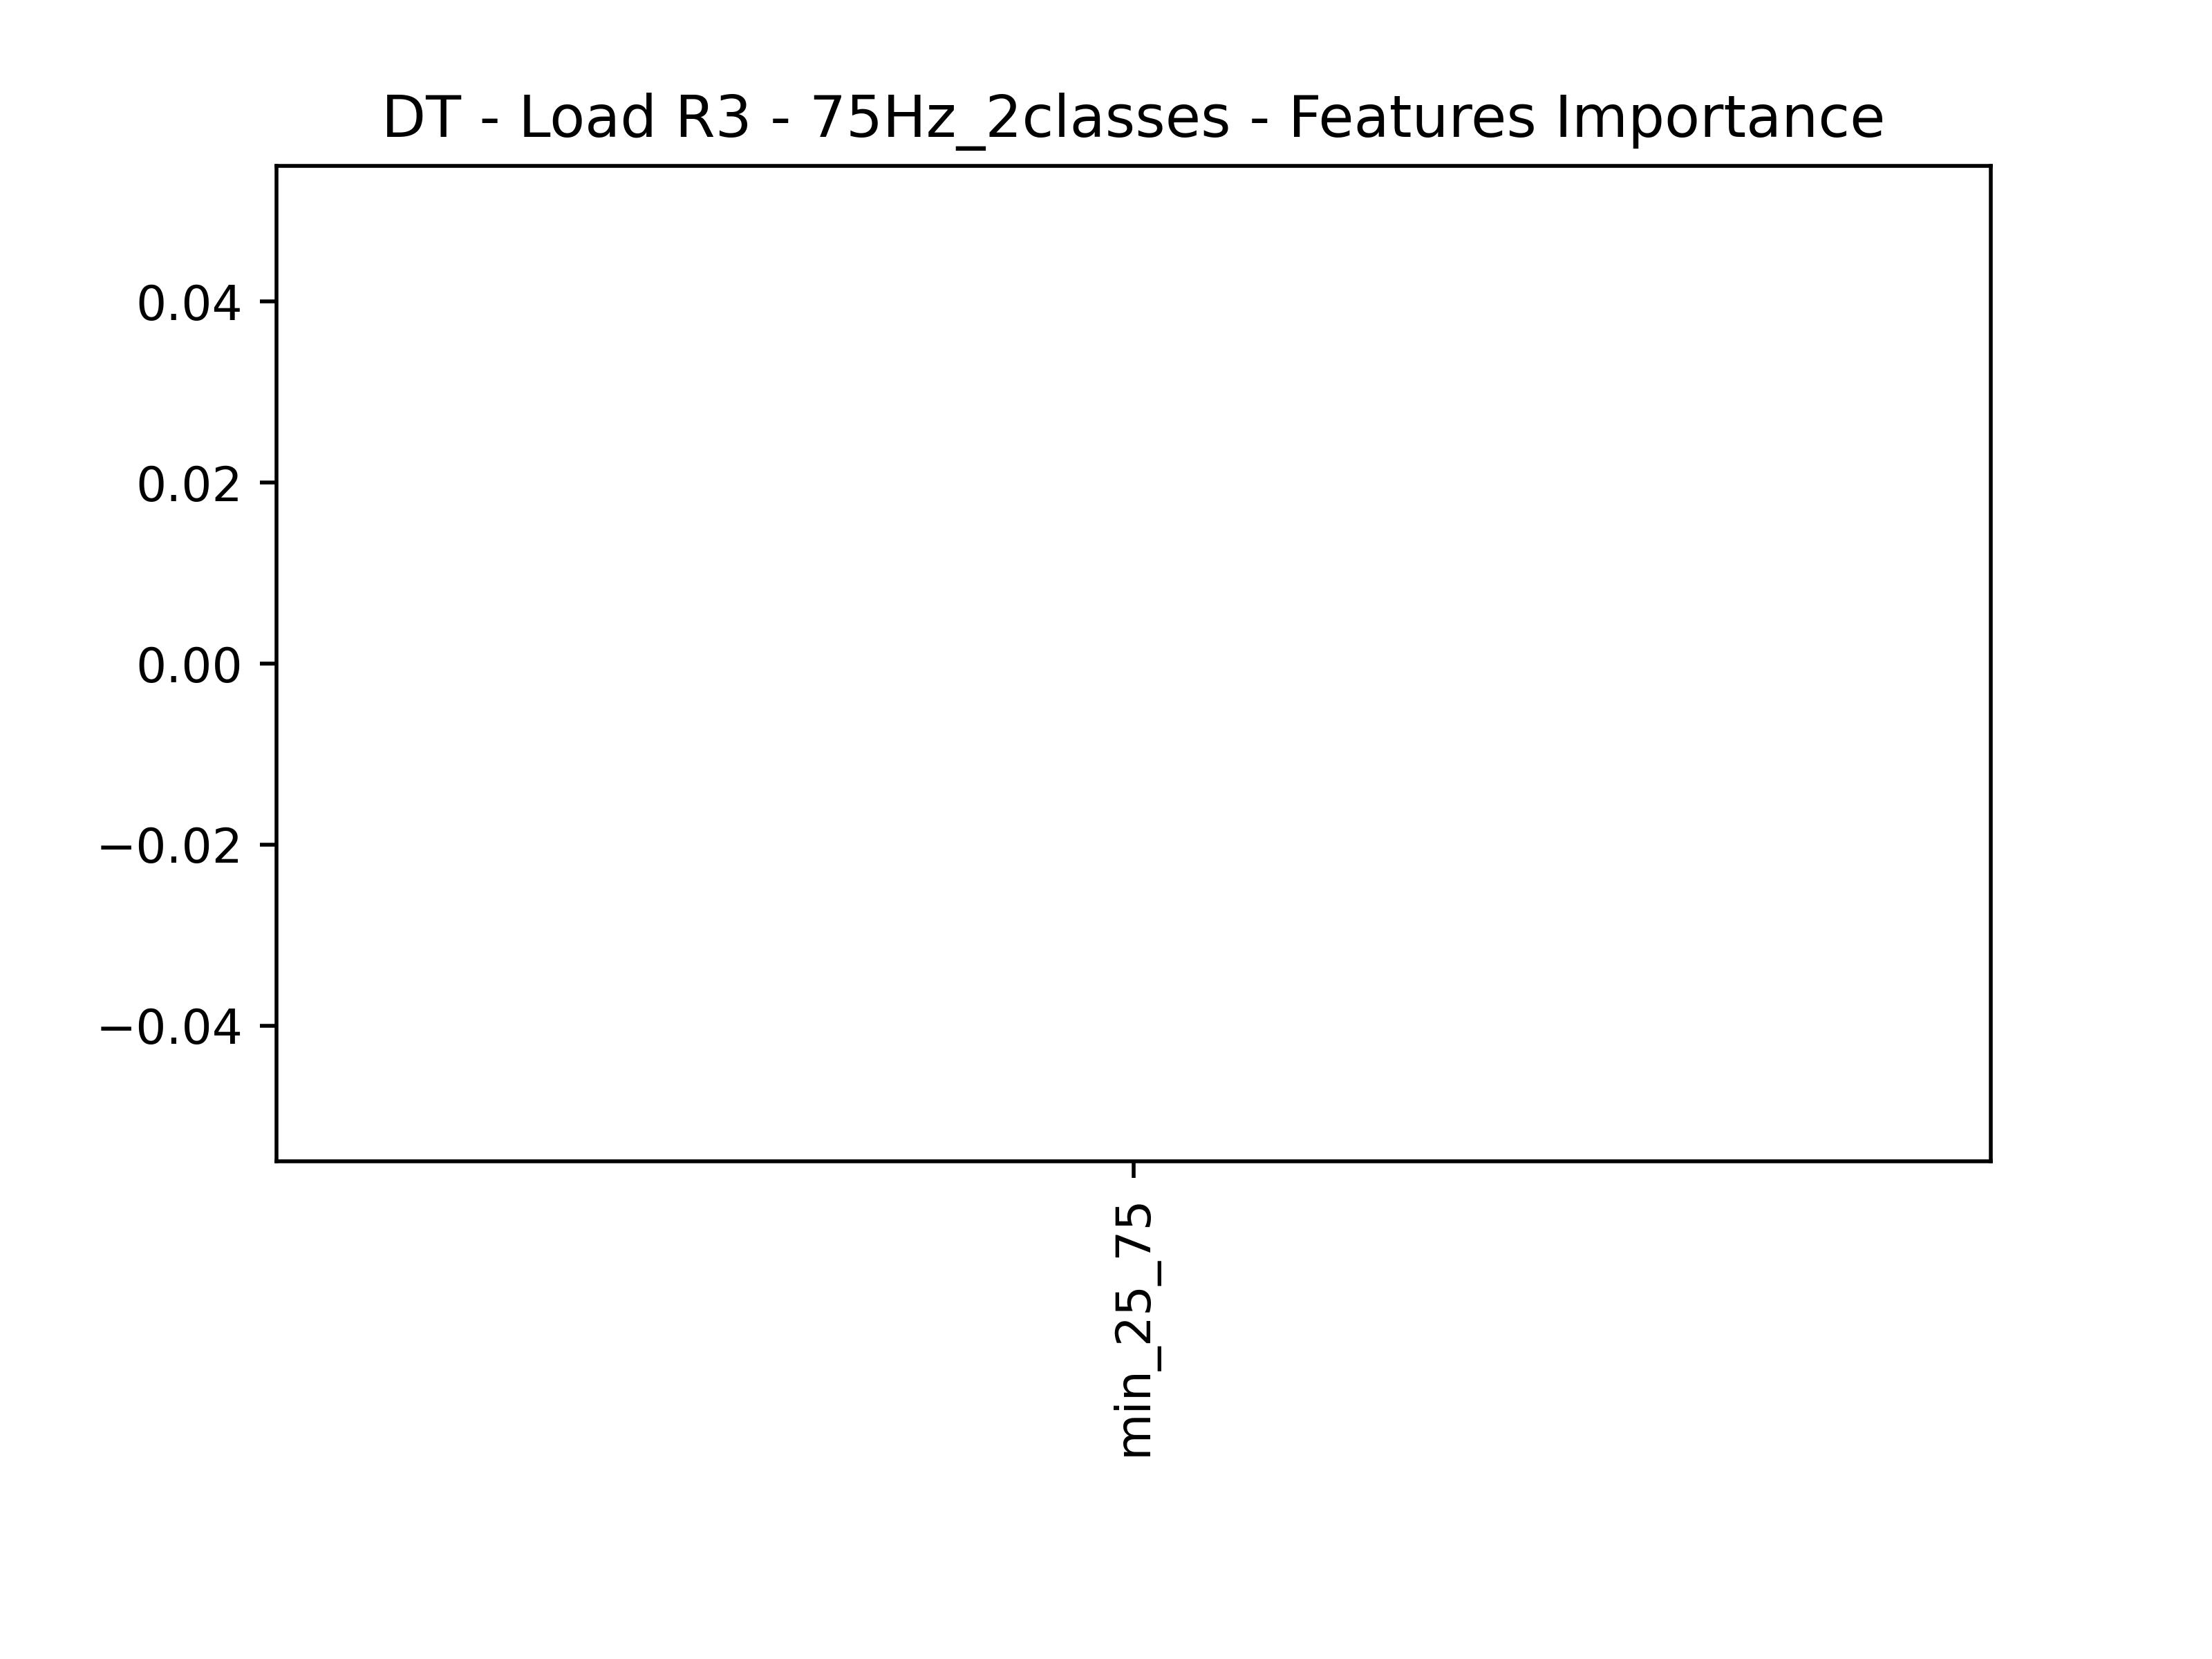 DT - Load R3 - 75Hz_2classes - Features Importance
0.04
0.02
0.00
−0.02
−0.04
min_25_75